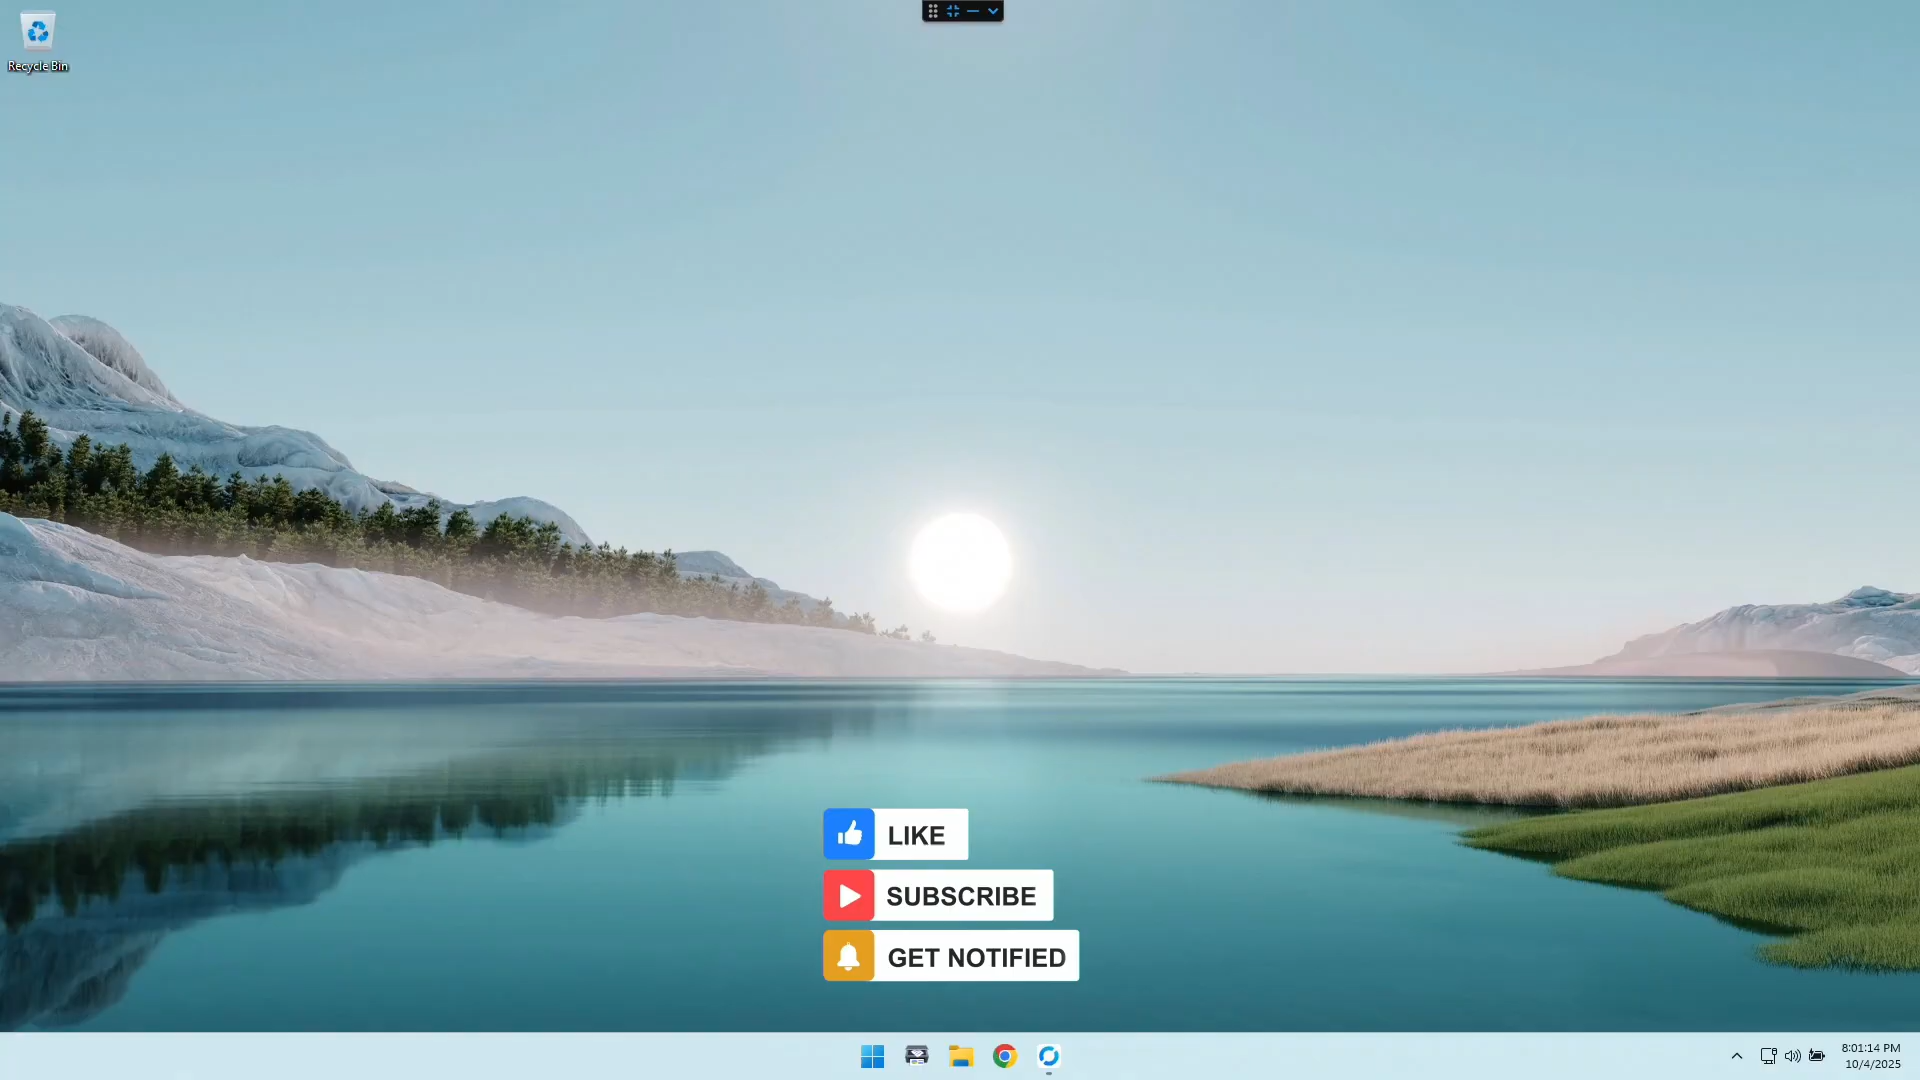 Recycle Bin
LIKE
SUBSCRIBE
GET NOTIFIED
8:01:14 PM
10/4/2025